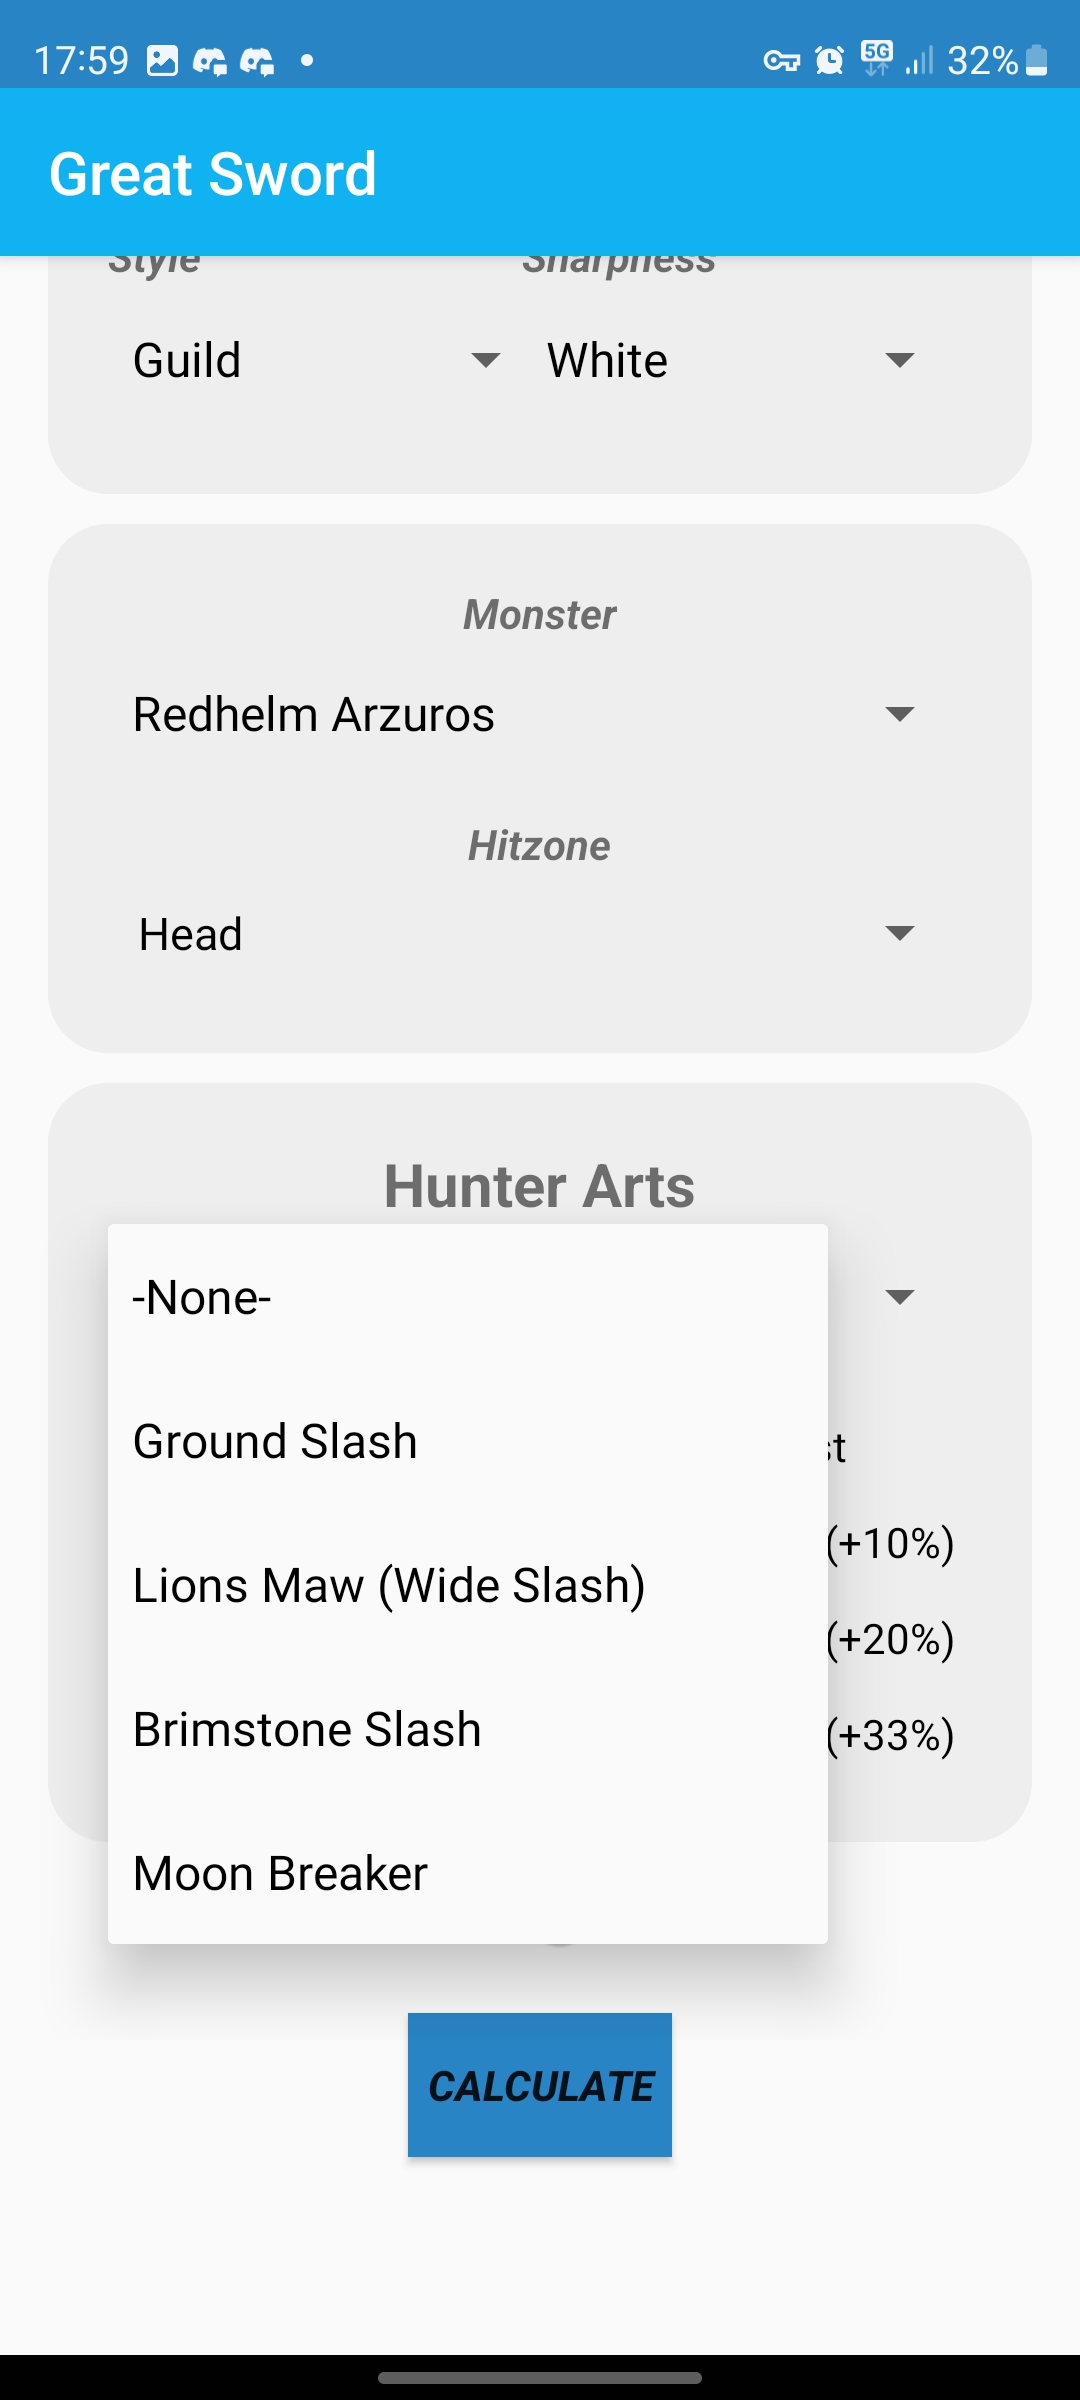 17:59 5G 32%
Great Sword
Style Sharpness
Guild White
Monster
Redhelm Arzuros
Hitzone
Head
Hunter Arts
-None-
Ground Slash
st
Lions Maw (Wide Slash) (+10%)
(+20%)
Brimstone Slash (+33%)
Moon Breaker
CALCULATE